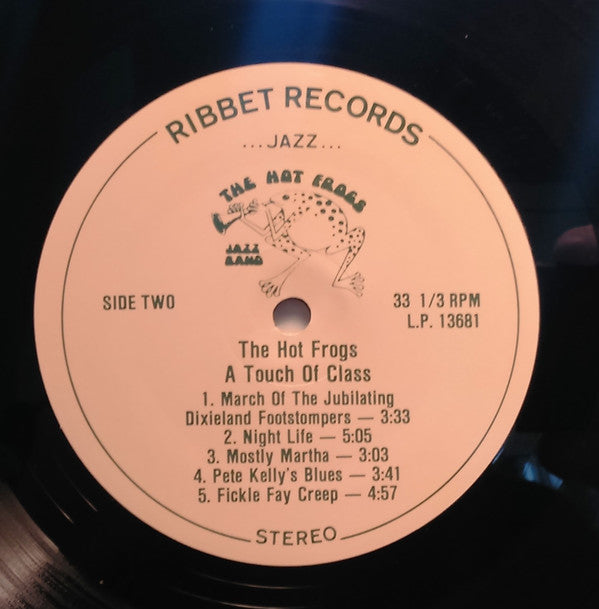 RIBBET RECORDS
...JAZZ...
THE HOT FROGS
JAZZ
BAND
SIDE TWO
33 1/3 RPM
L.P. 13681
The Hot Frogs
A Touch Of Class
1. March Of The Jubilating
Dixieland Footstompers — 3:33
2. Night Life — 5:05
3. Mostly Martha — 3:03
4. Pete Kelly's Blues — 3:41
5. Fickle Fay Creep — 4:57
STEREO